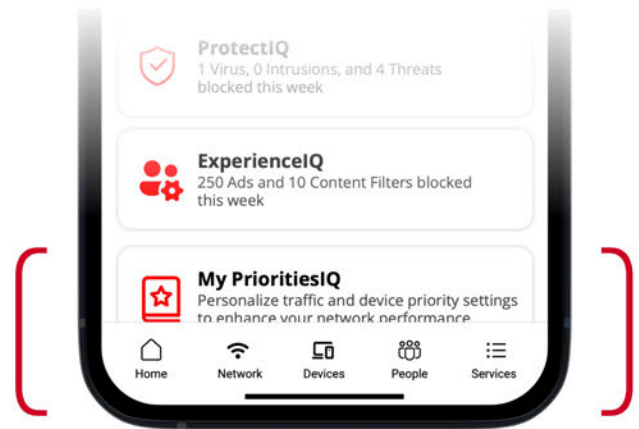 ProtectIQ
1 Virus, 0 Intrusions, and 4 Threats
blocked this week
ExperienceIQ
250 Ads and 10 Content Filters blocked
this week
My PrioritiesIQ
Personalize traffic and device priority settings
to enhance your network performance
Home Network Devices People Services